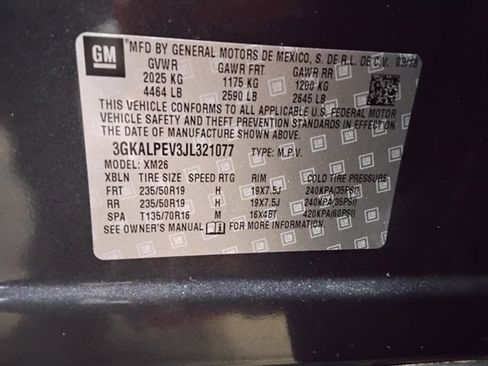 GM
MFD BY GENERAL MOTORS DE MEXICO, S. DE R.L. DE C.V. 03/18
GVWR GAWR FRT GAWR RR
2025 KG 1175 KG 1200 KG
4464 LB 2590 LB 2645 LB
THIS VEHICLE CONFORMS TO ALL APPLICABLE U.S. FEDERAL MOTOR
VEHICLE SAFETY AND THEFT PREVENTION STANDARDS IN EFFECT ON
THE DATE OF MANUFACTURE SHOWN ABOVE.
3GKALPEV3JL321077 TYPE: M.P.V.
MODEL: XM26
XBLN TIRE SIZE SPEED RTG RIM COLD TIRE PRESSURE
FRT 235/50R19 H 19X7.5J 240KPA(35PSI)
RR 235/50R19 H 19X7.5J 240KPA(35PSI)
SPA T135/70R16 M 16X4BT 420KPA(60PSI)
SEE OWNER'S MANUAL FOR MORE INFORMATION.